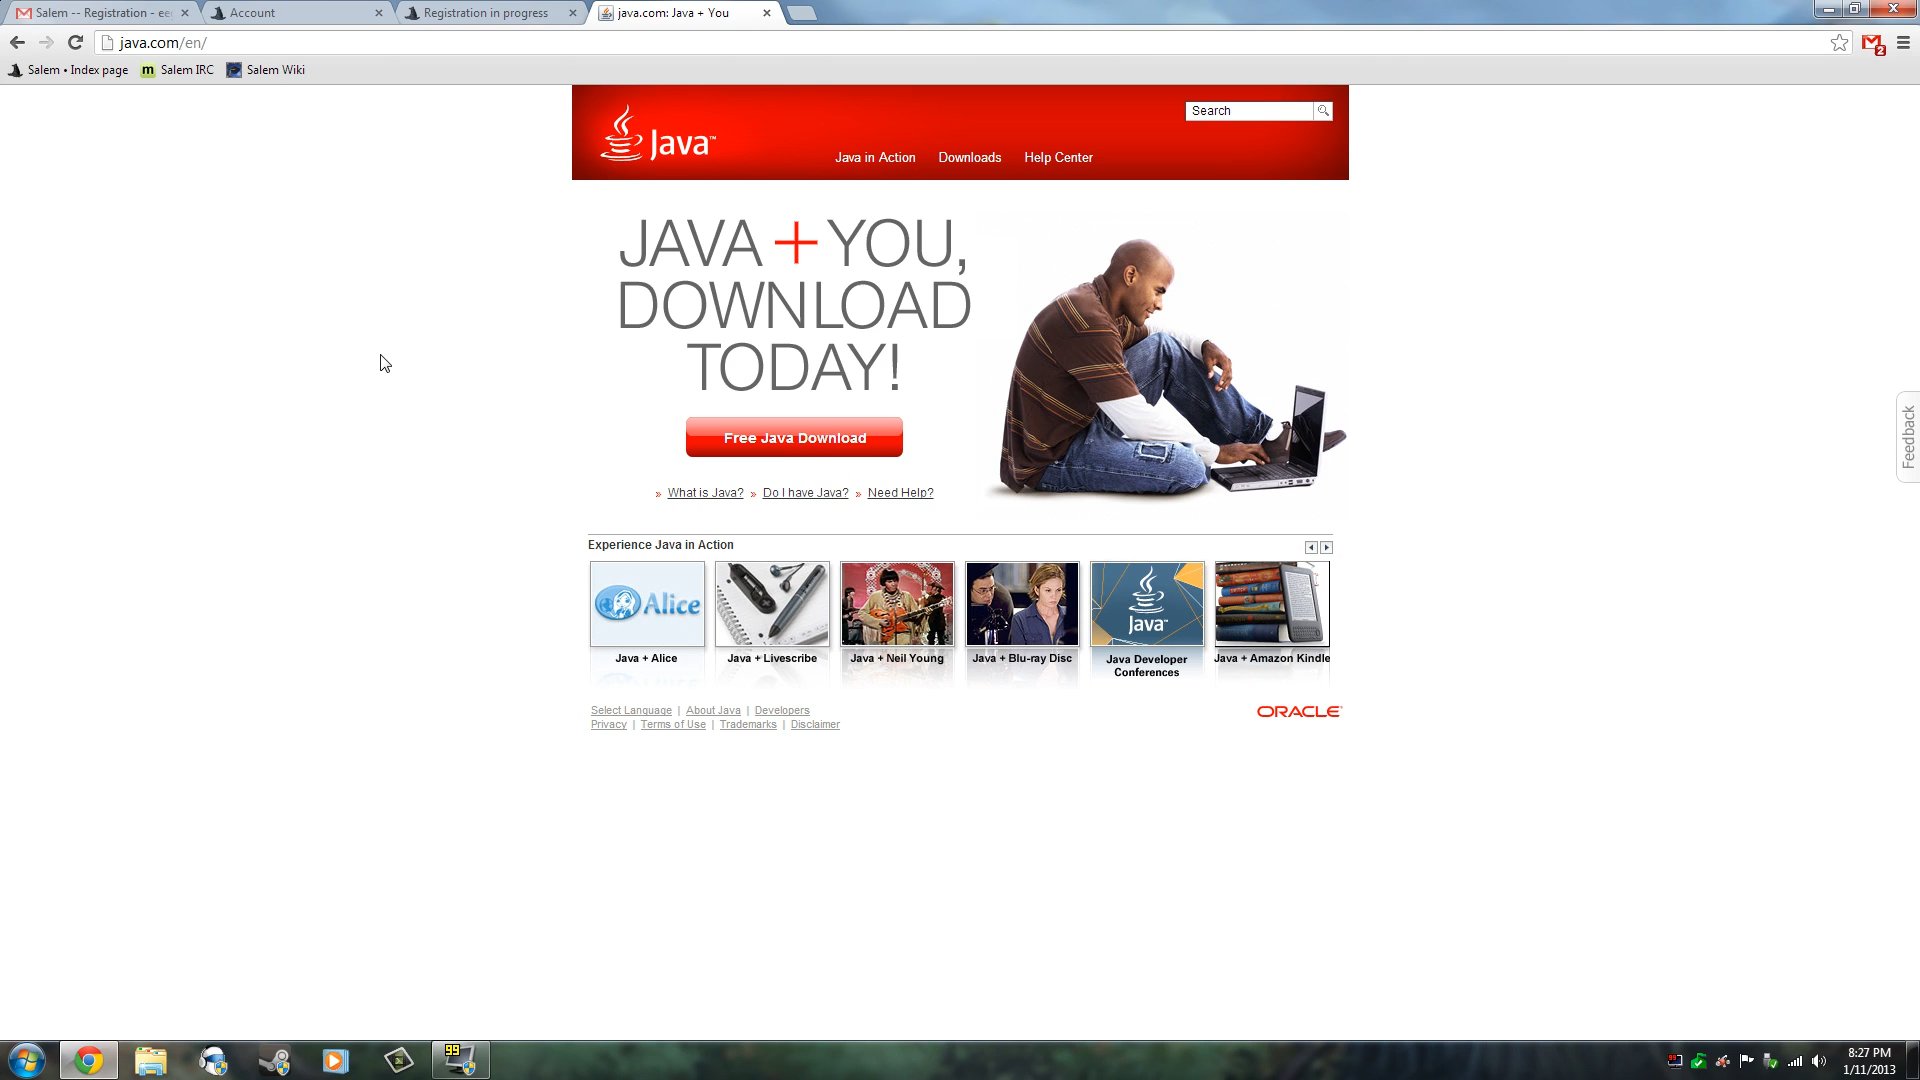 Salem -- Registration - ee
Account
Registration in progress
java.com: Java + You
java.com/en/
2
Salem • Index page
m
Salem IRC
Salem Wiki
Java™
Search
Java in Action
Downloads
Help Center
JAVA + YOU,
DOWNLOAD
TODAY!
Free Java Download
» What is Java? » Do I have Java? » Need Help?
Feedback
Experience Java in Action
Alice
Java™
Java + Alice
Java + Livescribe
Java + Neil Young
Java + Blu-ray Disc
Java Developer
Conferences
Java + Amazon Kindle
Select Language | About Java | Developers
Privacy | Terms of Use | Trademarks | Disclaimer
ORACLE
99
8:27 PM
1/11/2013